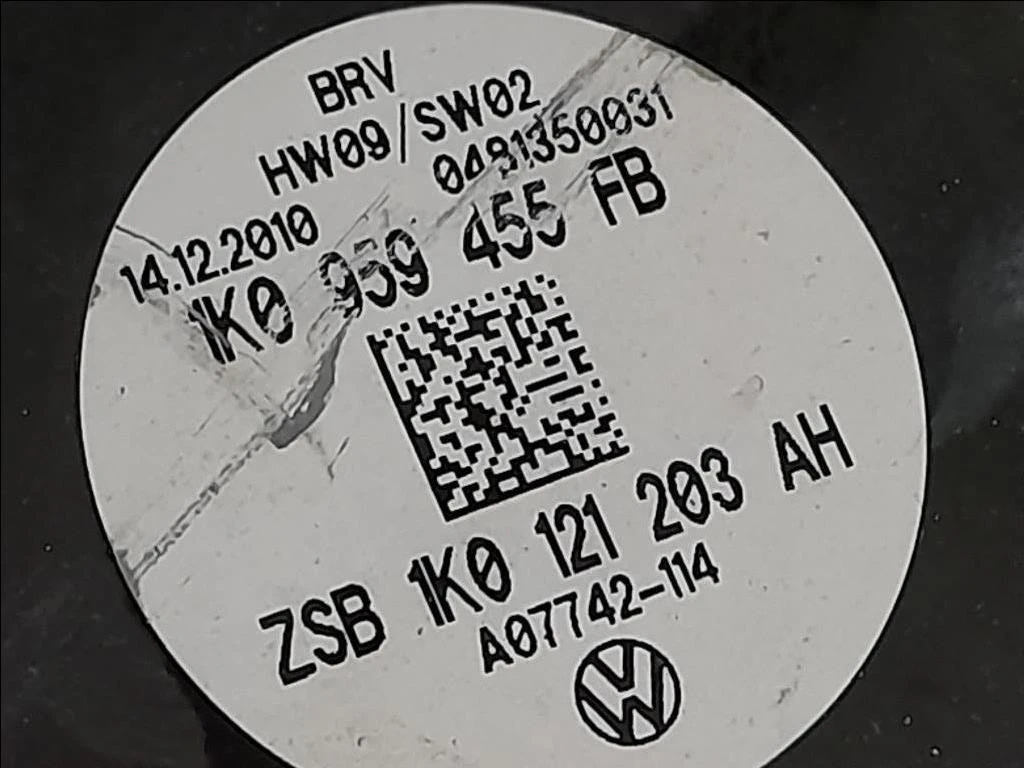 BRV
HW09/SW02
14.12.2010 0481350031
1K0 959 455 FB
ZSB 1K0 121 203 AH
A07742-114